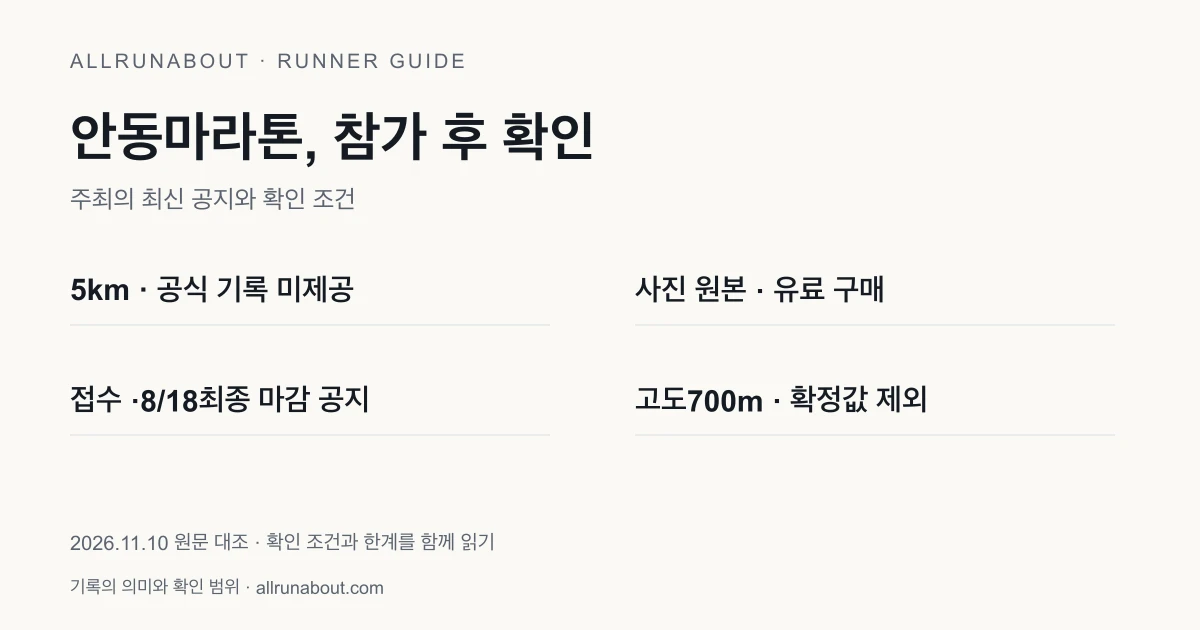 ALLRUNABOUT · RUNNER GUIDE
안동마라톤, 참가 후 확인
주최의 최신 공지와 확인 조건
5km · 공식 기록 미제공
사진 원본 · 유료 구매
접수 ·8/18최종 마감 공지
고도700m · 확정값 제외
2026.11.10 원문 대조 · 확인 조건과 한계를 함께 읽기
기록의 의미와 확인 범위 · allrunabout.com